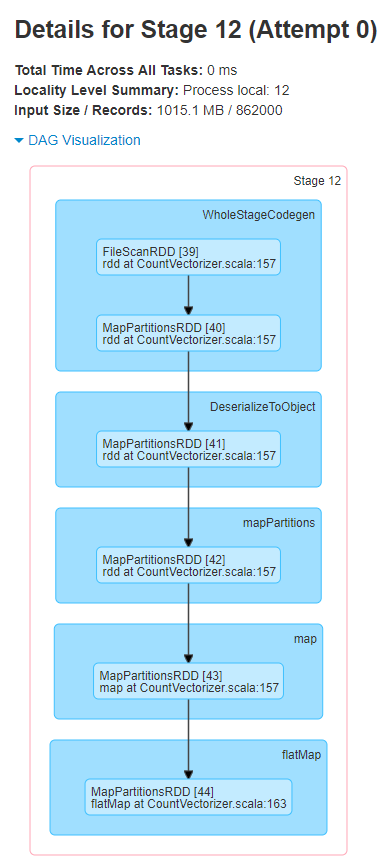 Details for Stage 12 (Attempt 0)
Total Time Across All Tasks: 0 ms
Locality Level Summary: Process local: 12
Input Size / Records: 1015.1 MB / 862000
DAG Visualization
Stage 12
WholeStageCodegen
FileScanRDD [39]
rdd at CountVectorizer.scala:157
MapPartitionsRDD [40]
rdd at CountVectorizer.scala:157
DeserializeToObject
MapPartitionsRDD [41]
rdd at CountVectorizer.scala:157
mapPartitions
MapPartitionsRDD [42]
rdd at CountVectorizer.scala:157
map
MapPartitionsRDD [43]
map at CountVectorizer.scala:157
flatMap
MapPartitionsRDD [44]
flatMap at CountVectorizer.scala:163